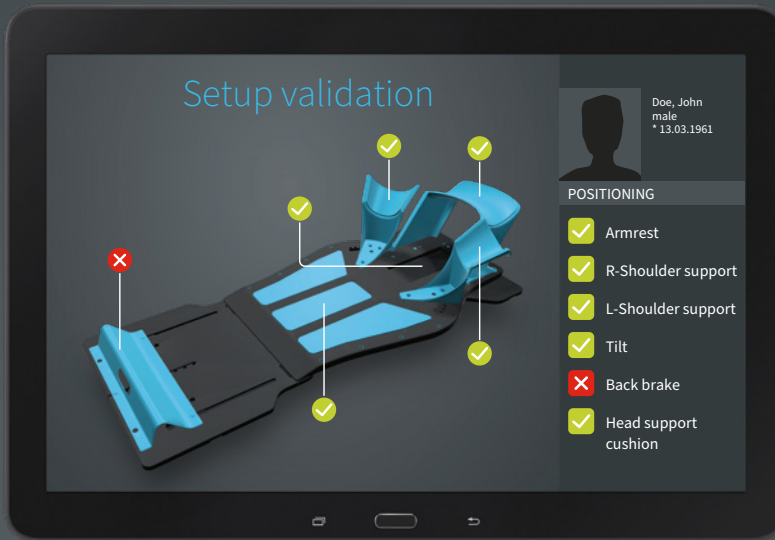 Setup validation
Doe, John
male
* 13.03.1961
POSITIONING
Armrest
R-Shoulder support
L-Shoulder support
Tilt
Back brake
Head support
cushion